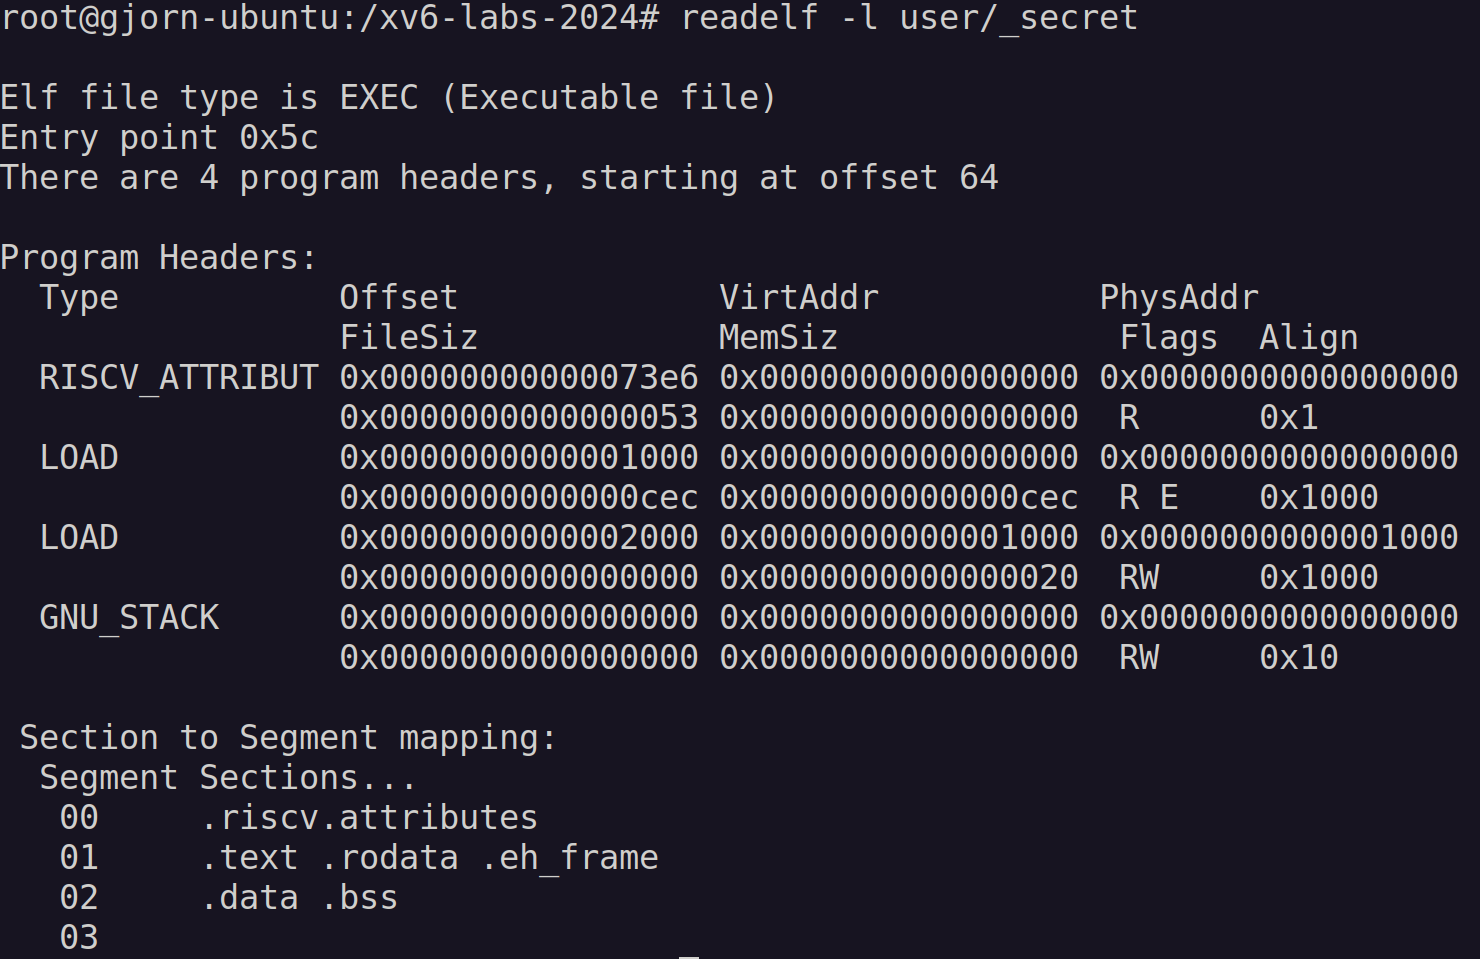 root@gjorn-ubuntu:/xv6-labs-2024# readelf -l user/_secret
Elf file type is EXEC (Executable file)
Entry point 0x5c
There are 4 program headers, starting at offset 64
Program Headers:
  Type           Offset             VirtAddr           PhysAddr
                 FileSiz            MemSiz              Flags  Align
  RISCV_ATTRIBUT 0x00000000000073e6 0x0000000000000000 0x0000000000000000
                 0x0000000000000053 0x0000000000000000  R      0x1
  LOAD           0x0000000000001000 0x0000000000000000 0x0000000000000000
                 0x0000000000000cec 0x0000000000000cec  R E    0x1000
  LOAD           0x0000000000002000 0x0000000000001000 0x0000000000001000
                 0x0000000000000000 0x0000000000000020  RW     0x1000
  GNU_STACK      0x0000000000000000 0x0000000000000000 0x0000000000000000
                 0x0000000000000000 0x0000000000000000  RW     0x10
 Section to Segment mapping:
  Segment Sections...
   00     .riscv.attributes
   01     .text .rodata .eh_frame
   02     .data .bss
   03